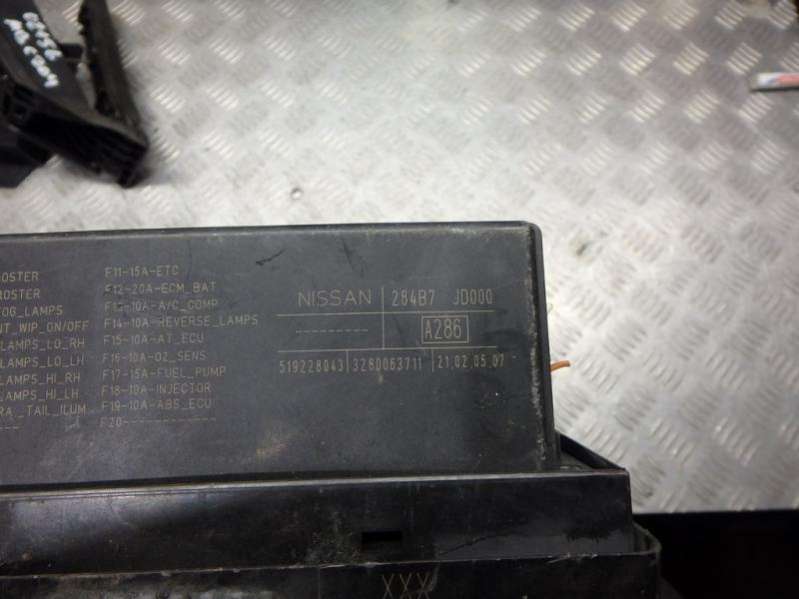 OOSTER
ROSTER
FOG_LAMPS
NT_WIP_ON/OFF
LAMPS_LO_RH
LAMPS_LO_LH
LAMPS_HI_RH
LAMPS_HI_LH
RA_TAIL_ILUM
F11-15A-ETC
F12-20A-ECM_BAT
F13-10A-A/C_COMP
F14-10A-REVERSE_LAMPS
F15-10A-AT_ECU
F16-10A-O2_SENS
F17-15A-FUEL_PUMP
F18-10A-INJECTOR
F19-10A-ABS_ECU
F20-------------
NISSAN 284B7 JD000
---------- A286
519228043 3280063711 21.02.05.07
XXX